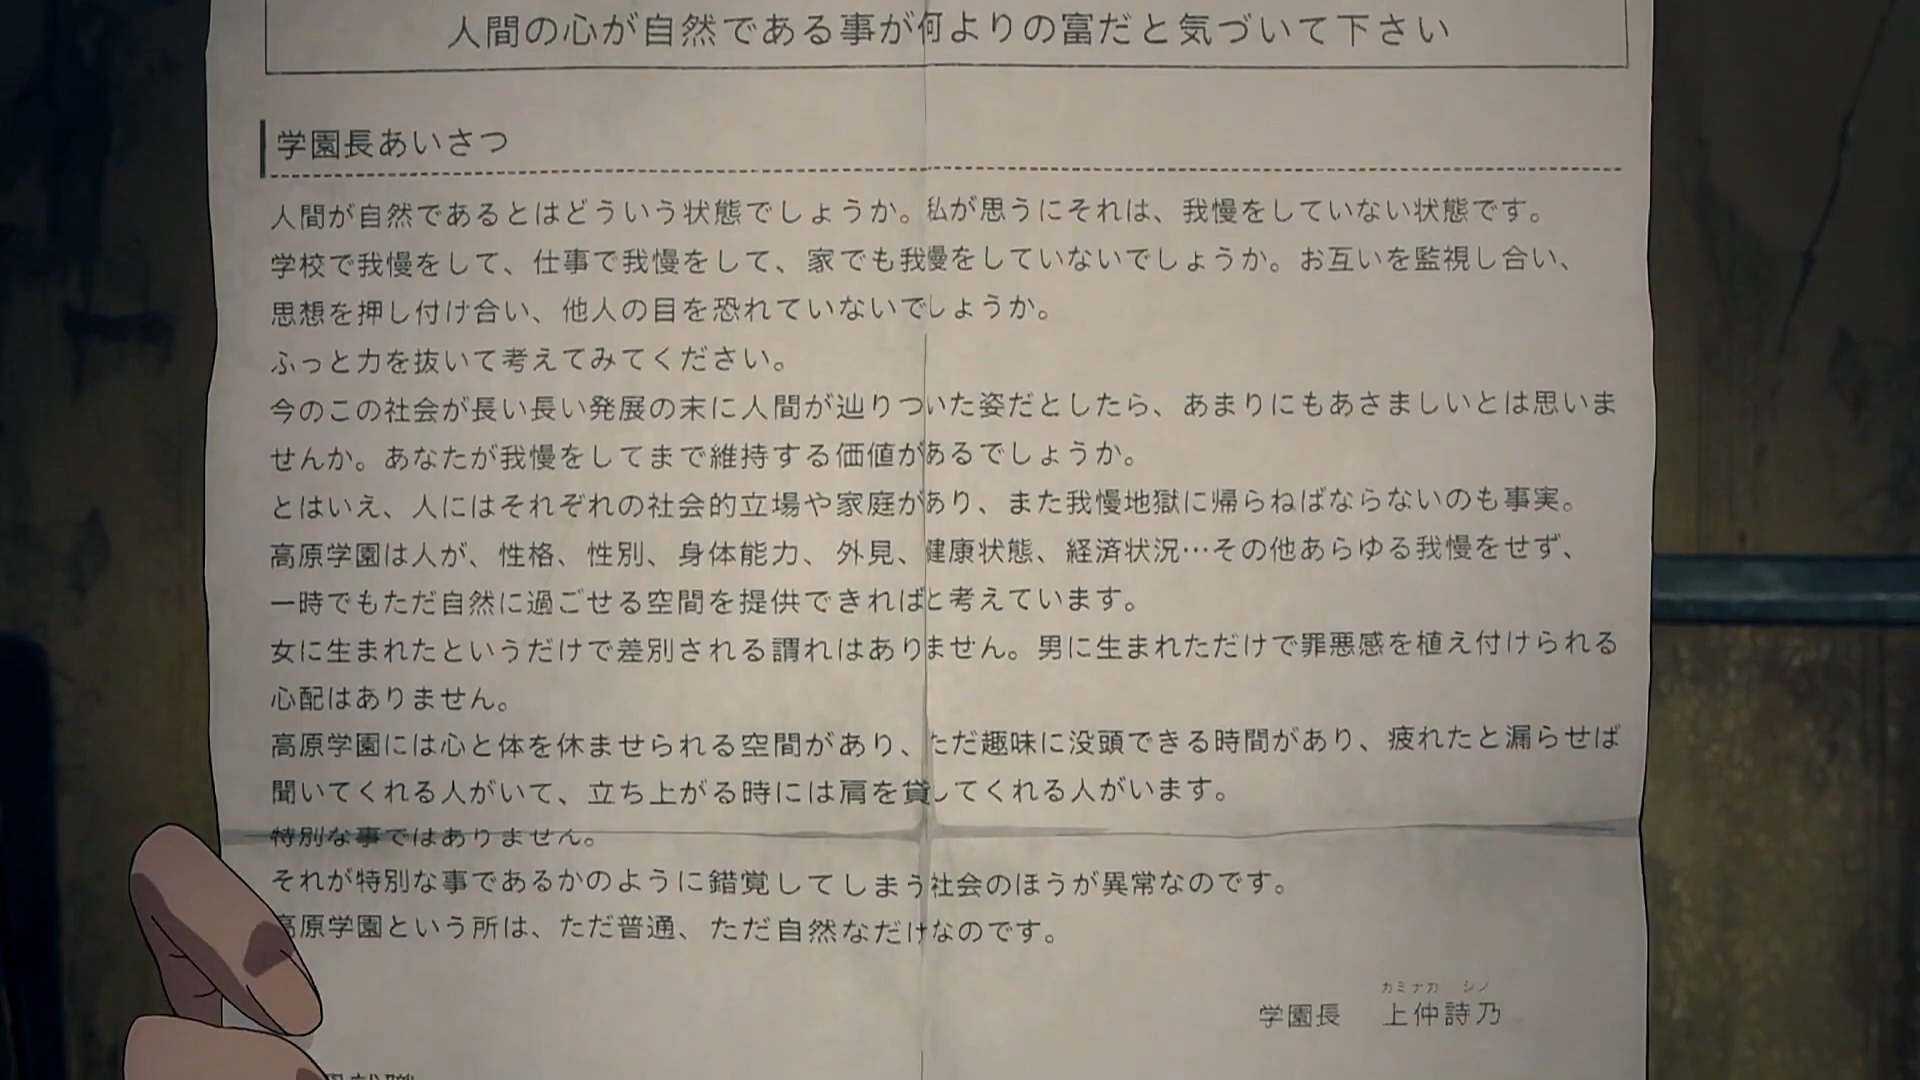 人間の心が自然である事が何よりの富だと気づいて下さい
学園長あいさつ
人間が自然であるとはどういう状態でしょうか。私が思うにそれは、我慢をしていない状態です。
学校で我慢をして、仕事で我慢をして、家でも我慢をしていないでしょうか。お互いを監視し合い、
思想を押し付け合い、他人の目を恐れていないでしょうか。
ふっと力を抜いて考えてみてください。
今のこの社会が長い長い発展の末に人間が辿りついた姿だとしたら、あまりにもあさましいとは思いま
せんか。あなたが我慢をしてまで維持する価値があるでしょうか。
とはいえ、人にはそれぞれの社会的立場や家庭があり、また我慢地獄に帰らねばならないのも事実。
高原学園は人が、性格、性別、身体能力、外見、健康状態、経済状況…その他あらゆる我慢をせず、
一時でもただ自然に過ごせる空間を提供できればと考えています。
女に生まれたというだけで差別される謂れはありません。男に生まれただけで罪悪感を植え付けられる
心配はありません。
高原学園には心と体を休ませられる空間があり、ただ趣味に没頭できる時間があり、疲れたと漏らせば
聞いてくれる人がいて、立ち上がる時には肩を貸してくれる人がいます。
特別な事ではありません。
それが特別な事であるかのように錯覚してしまう社会のほうが異常なのです。
高原学園という所は、ただ普通、ただ自然なだけなのです。
カミナカ シノ
学園長 上仲詩乃